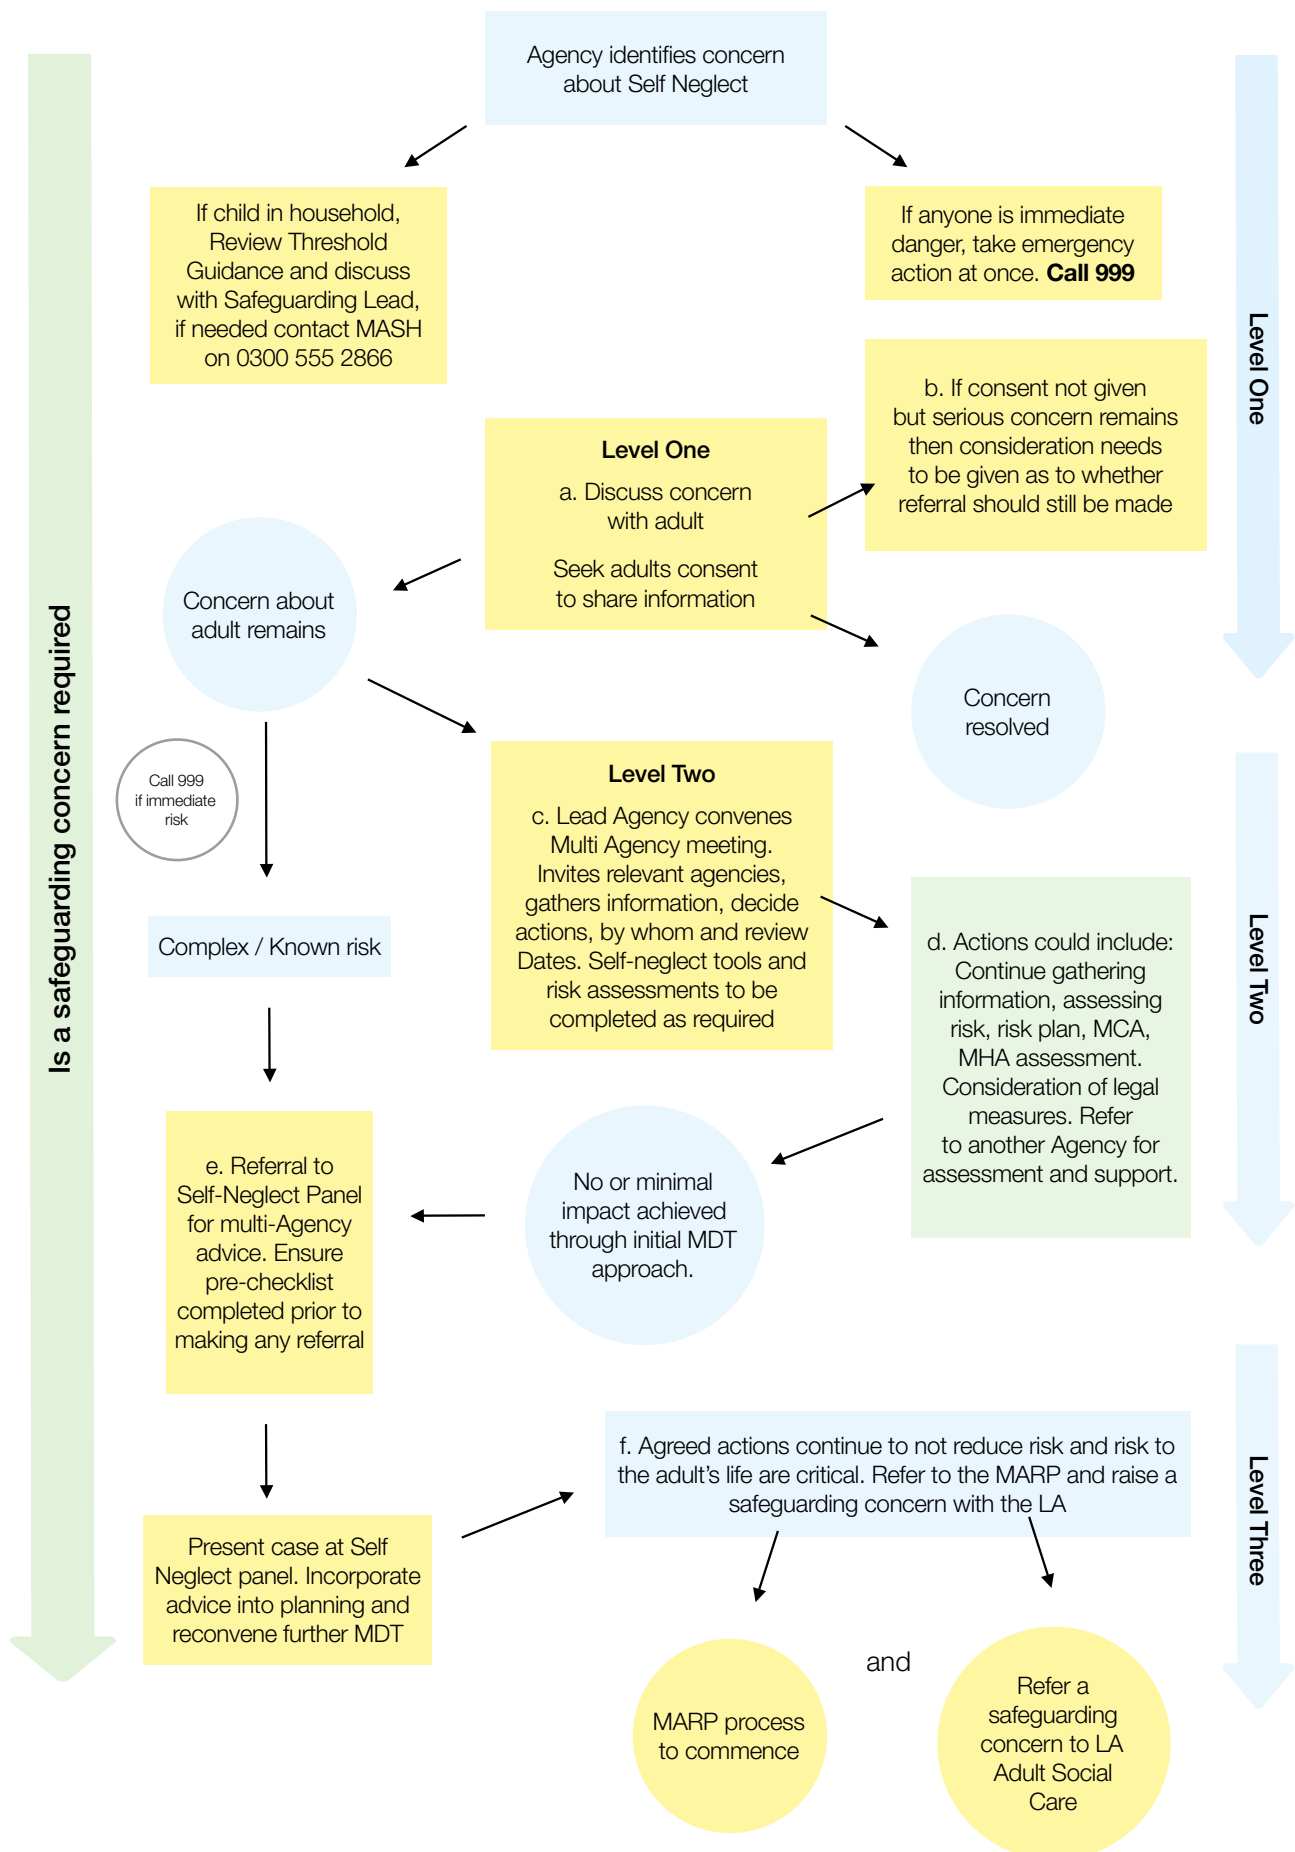 Agency identifies concern
about Self Neglect
If child in household,
Review Threshold
Guidance and discuss
with Safeguarding Lead,
if needed contact MASH
on 0300 555 2866
If anyone is immediate
danger, take emergency
action at once. Call 999
Level One
a. Discuss concern
with adult
Seek adults consent
to share information
b. If consent not given
but serious concern remains
then consideration needs
to be given as to whether
referral should still be made
Concern about
adult remains
Concern
resolved
Call 999
if immediate
risk
Level Two
c. Lead Agency convenes
Multi Agency meeting.
Invites relevant agencies,
gathers information, decide
actions, by whom and review
Dates. Self-neglect tools and
risk assessments to be
completed as required
Complex / Known risk
d. Actions could include:
Continue gathering
information, assessing
risk, risk plan, MCA,
MHA assessment.
Consideration of legal
measures. Refer
to another Agency for
assessment and support.
No or minimal
impact achieved
through initial MDT
approach.
e. Referral to
Self-Neglect Panel
for multi-Agency
advice. Ensure
pre-checklist
completed prior to
making any referral
Present case at Self
Neglect panel. Incorporate
advice into planning and
reconvene further MDT
f. Agreed actions continue to not reduce risk and risk to
the adult's life are critical. Refer to the MARP and raise a
safeguarding concern with the LA
MARP process
to commence
and
Refer a
safeguarding
concern to LA
Adult Social
Care
Is a safeguarding concern required
Level One
Level Two
Level Three